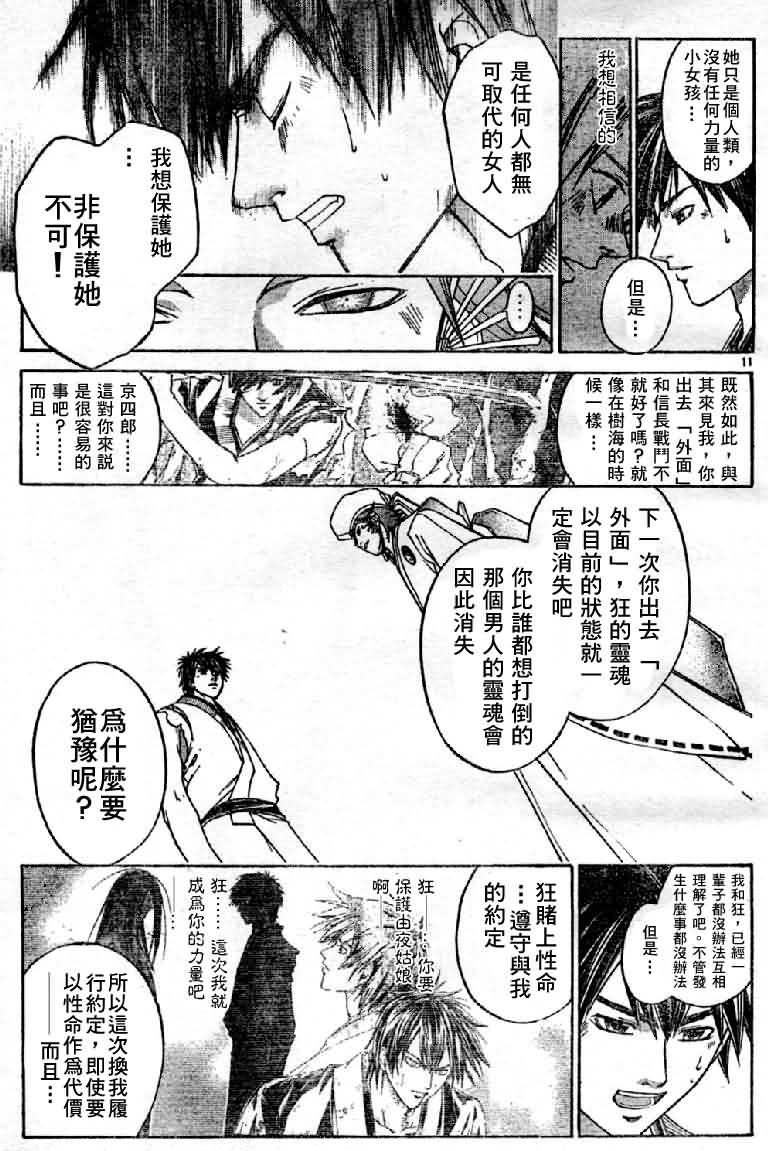 她只是個人類，
沒有任何力量的
小女孩…
但是…
我想相信的
是任何人都無
可取代的女人
…
我想保護她
非保護她
不可！
…
11
既然如此，與
其來見我，你
出去「外面」
和信長戰鬥不
就好了嗎？就
像在樹海的時
候一樣…
京四郎……
這對你來說
是很容易的
事吧？……
而且……
下一次你出去「
外面」，狂的靈魂
以目前的狀態就一
定會消失吧
你比誰都想打倒的
那個男人的靈魂會
因此消失
爲什麼要
猶豫呢？
我和狂，已經一
輩子都沒辦法互相
理解了吧。不管發
生什麼事都沒辦法
但是…
狂賭上性命
…遵守與我
的約定
狂……你要
保護由夜姑娘
啊
狂……這次我就
成爲你的力量吧
所以這次換我履
行約定，即使要
以性命作爲代價
──而且…